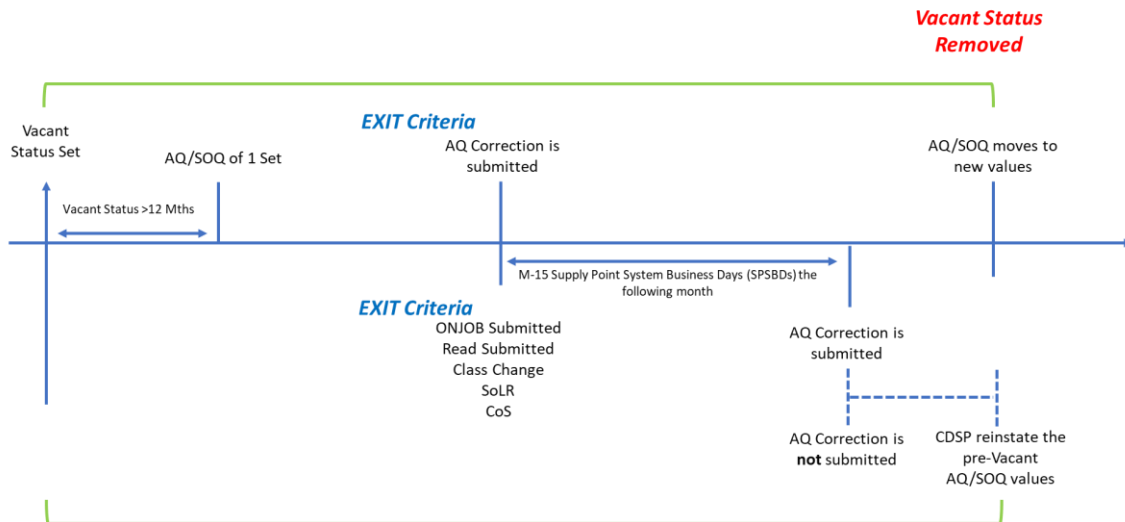 Vacant Status
Removed
EXIT Criteria
Vacant
Status Set
AQ/SOQ of 1 Set
AQ Correction is
submitted
AQ/SOQ moves to
new values
Vacant Status >12 Mths
M-15 Supply Point System Business Days (SPSBDs) the
following month
EXIT Criteria
ONJOB Submitted
Read Submitted
Class Change
SoLR
CoS
AQ Correction is
submitted
AQ Correction is
not submitted
CDSP reinstate the
pre-Vacant
AQ/SOQ values